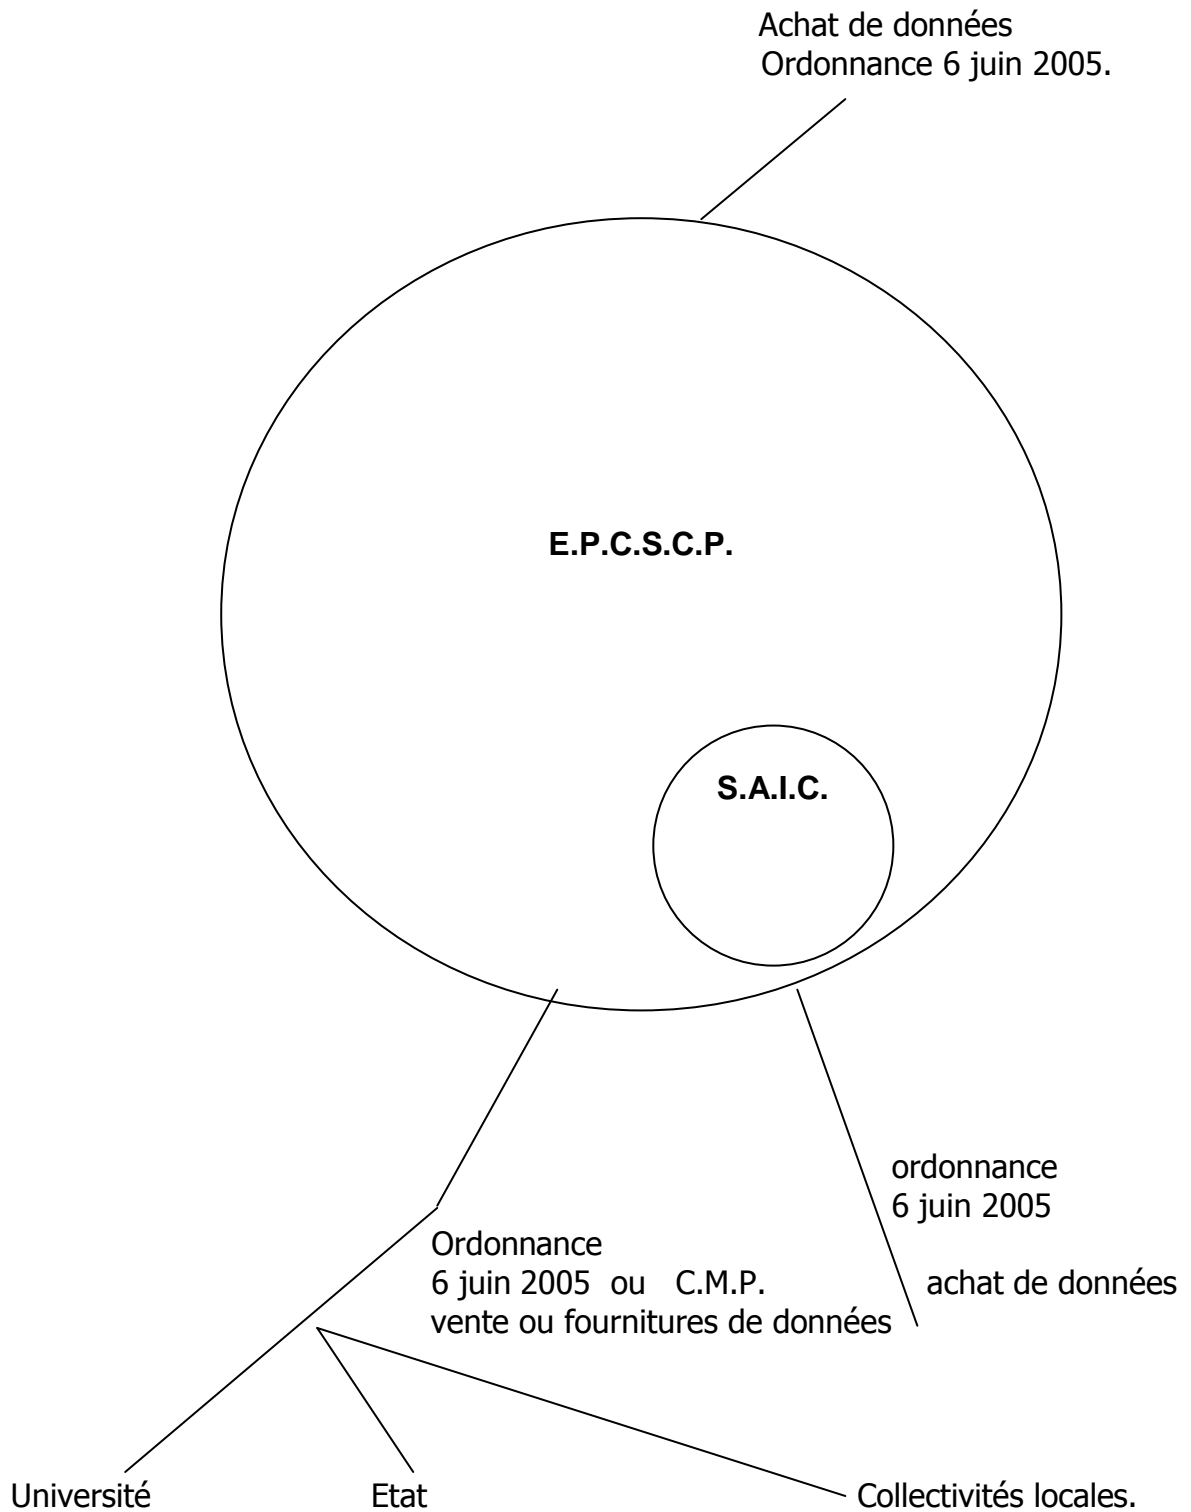 Achat de données
Ordonnance 6 juin 2005.
E.P.C.S.C.P.
S.A.I.C.
ordonnance
6 juin 2005
achat de données
Ordonnance
6 juin 2005 ou C.M.P.
vente ou fournitures de données
Université
Etat
Collectivités locales.